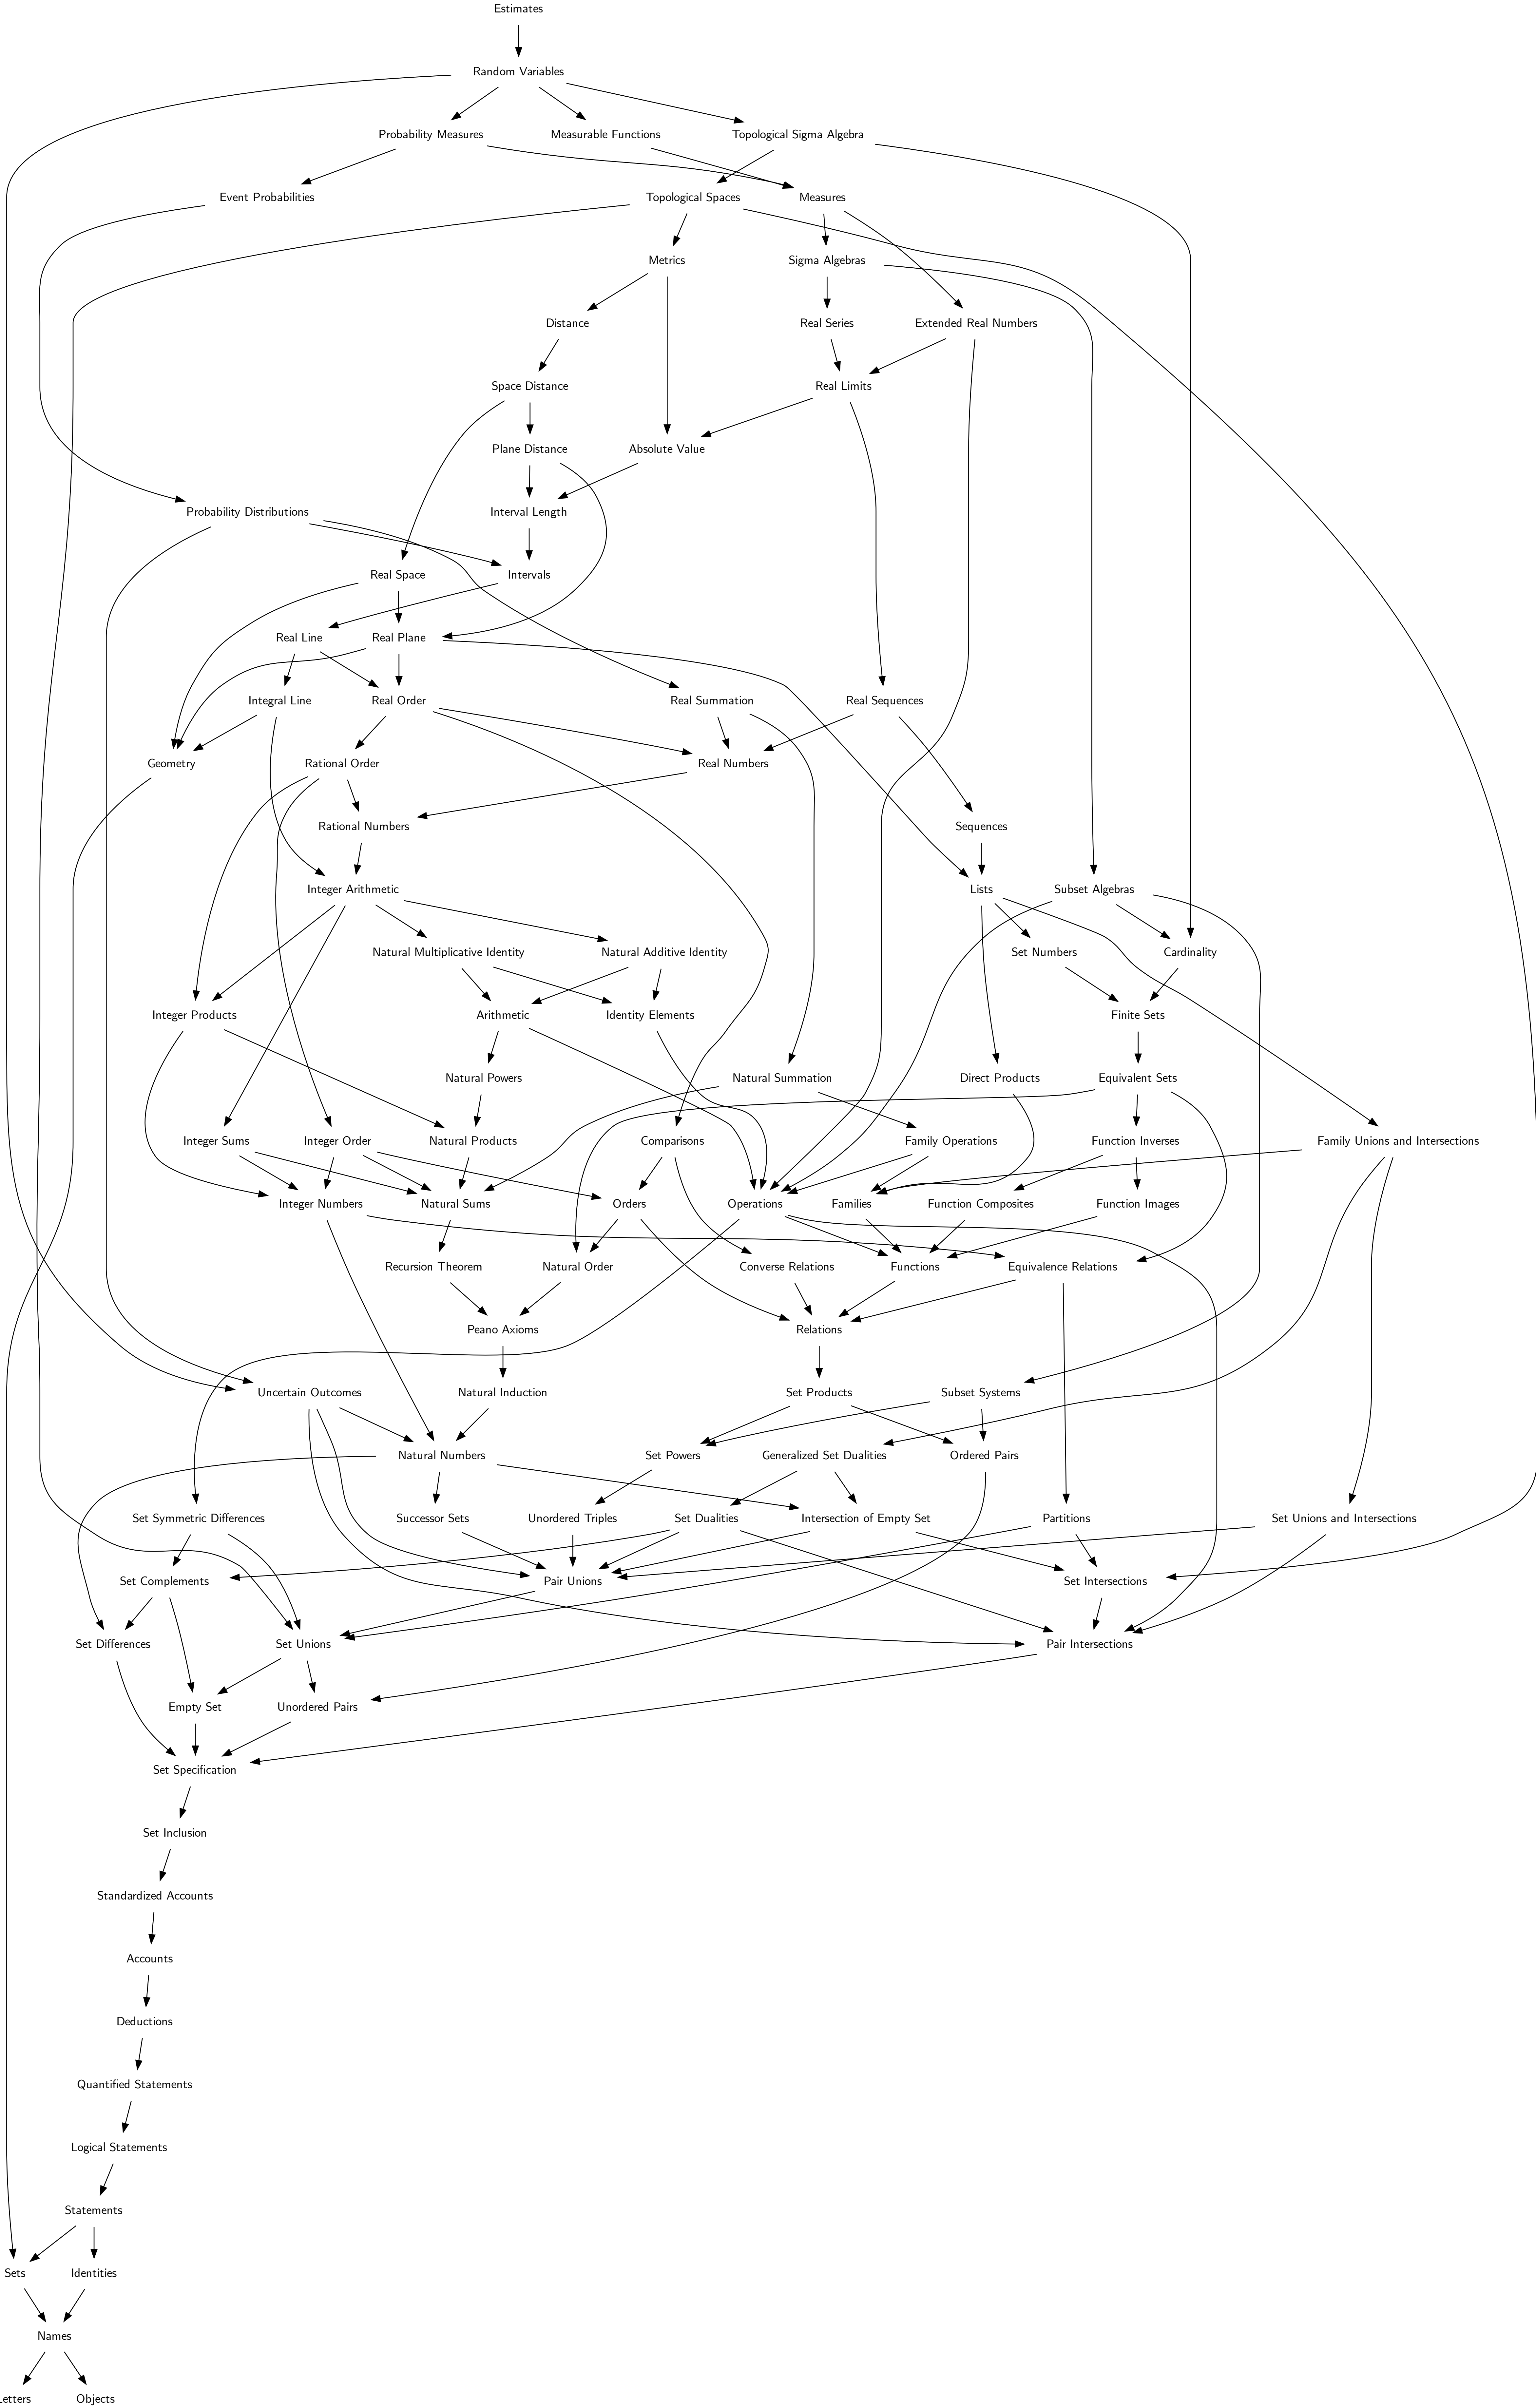 Estimates
Random Variables
Probability Measures
Measurable Functions
Topological Sigma Algebra
Event Probabilities
Topological Spaces
Measures
Metrics
Sigma Algebras
Distance
Real Series
Extended Real Numbers
Space Distance
Real Limits
Plane Distance
Absolute Value
Probability Distributions
Interval Length
Real Space
Intervals
Real Line
Real Plane
Integral Line
Real Order
Real Summation
Real Sequences
Geometry
Rational Order
Real Numbers
Rational Numbers
Sequences
Integer Arithmetic
Lists
Subset Algebras
Natural Multiplicative Identity
Natural Additive Identity
Set Numbers
Cardinality
Integer Products
Arithmetic
Identity Elements
Finite Sets
Natural Powers
Natural Summation
Direct Products
Equivalent Sets
Integer Sums
Integer Order
Natural Products
Comparisons
Family Operations
Function Inverses
Family Unions and Intersections
Integer Numbers
Natural Sums
Orders
Operations
Families
Function Composites
Function Images
Recursion Theorem
Natural Order
Converse Relations
Functions
Equivalence Relations
Peano Axioms
Relations
Uncertain Outcomes
Natural Induction
Set Products
Subset Systems
Natural Numbers
Set Powers
Generalized Set Dualities
Ordered Pairs
Set Symmetric Differences
Successor Sets
Unordered Triples
Set Dualities
Intersection of Empty Set
Partitions
Set Unions and Intersections
Set Complements
Pair Unions
Set Intersections
Set Differences
Set Unions
Pair Intersections
Empty Set
Unordered Pairs
Set Specification
Set Inclusion
Standardized Accounts
Accounts
Deductions
Quantified Statements
Logical Statements
Statements
Sets
Identities
Names
etters
Objects